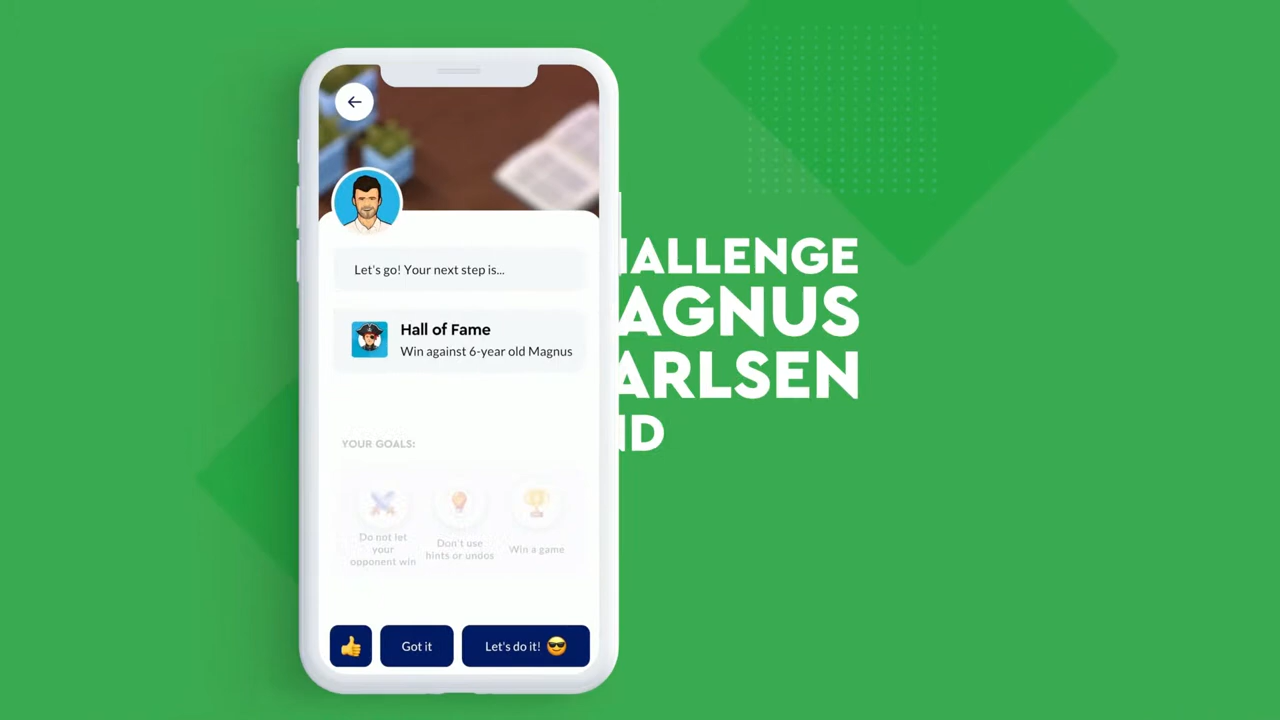 Let's go! Your next step is...
Hall of Fame
Win against 6-year old Magnus
YOUR GOALS:
Do not let
your
opponent win
Don't use
hints or undos
Win a game
👍
Got it
Let's do it! 😎
HALLENGE
AGNUS
ARLSEN
ID